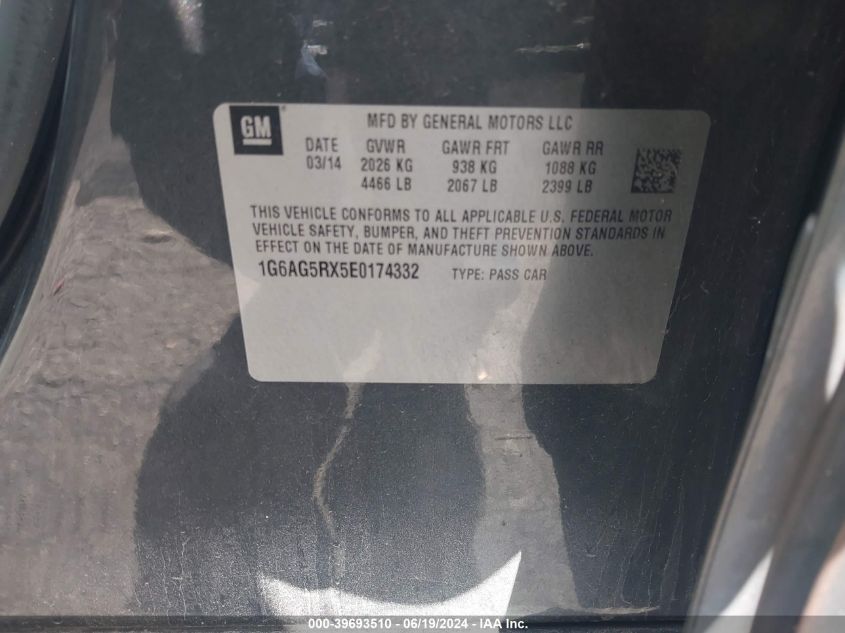 GM
MFD BY GENERAL MOTORS LLC
DATE GVWR GAWR FRT GAWR RR
03/14 2026 KG 938 KG 1088 KG
4466 LB 2067 LB 2399 LB
THIS VEHICLE CONFORMS TO ALL APPLICABLE U.S. FEDERAL MOTOR
VEHICLE SAFETY, BUMPER, AND THEFT PREVENTION STANDARDS IN
EFFECT ON THE DATE OF MANUFACTURE SHOWN ABOVE.
1G6AG5RX5E0174332 TYPE: PASS CAR
000-39693510 - 06/19/2024 - IAA Inc.